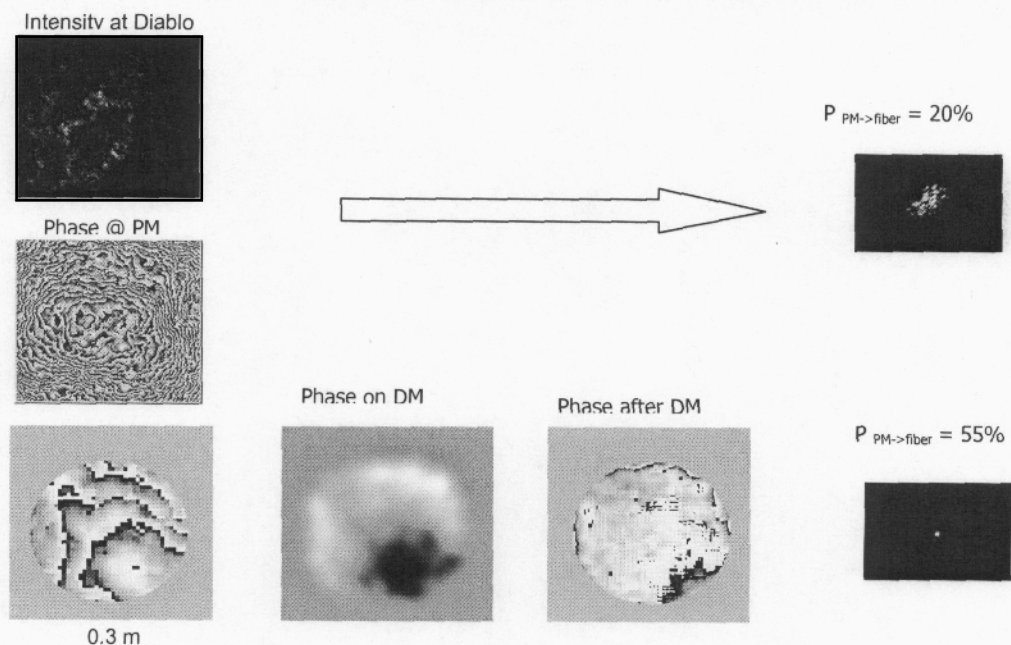 Intensity at Diablo
P PM->fiber = 20%
Phase @ PM
Phase on DM
Phase after DM
P PM->fiber = 55%
0.3 m